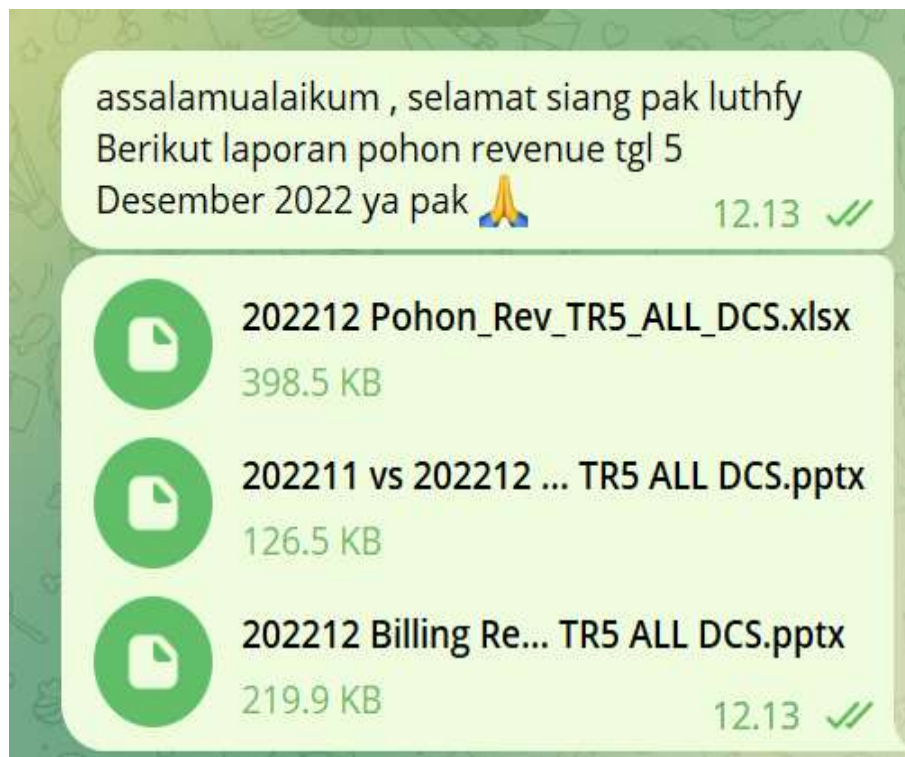 assalamualaikum , selamat siang pak luthfy
Berikut laporan pohon revenue tgl 5
Desember 2022 ya pak 🙏
12.13
202212 Pohon_Rev_TR5_ALL_DCS.xlsx
398.5 KB
202211 vs 202212 ... TR5 ALL DCS.pptx
126.5 KB
202212 Billing Re... TR5 ALL DCS.pptx
219.9 KB
12.13